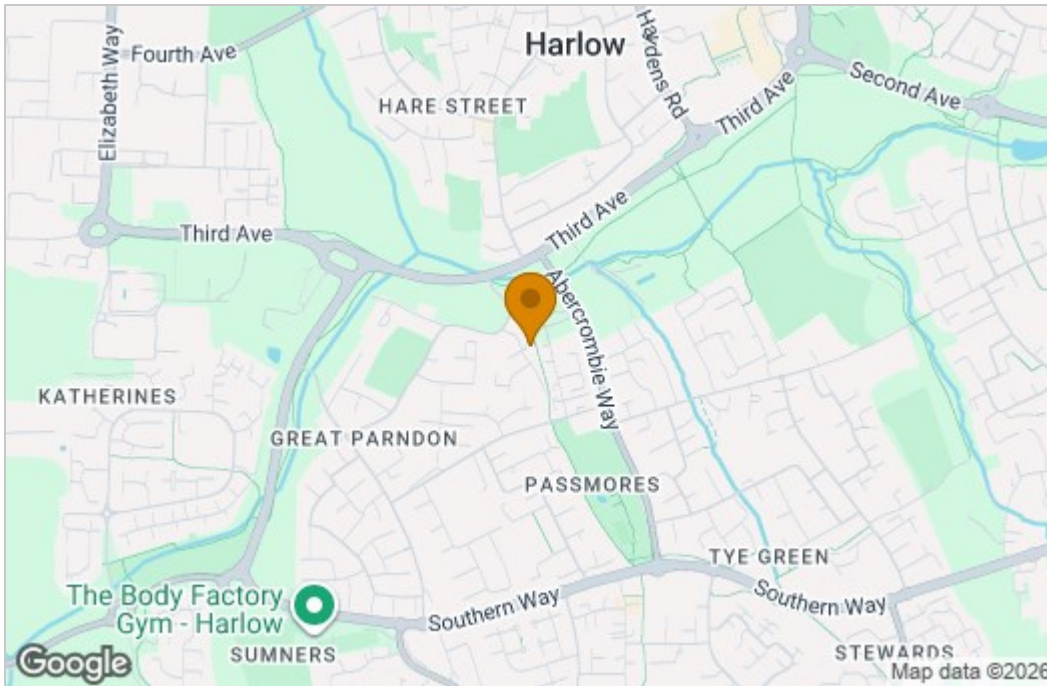 Harlow
Fourth Ave
Elizabeth Way
HARE STREET
Haydens Rd
Third Ave
Second Ave
Third Ave
Third Ave
Abercrombie Way
KATHERINES
GREAT PARNDON
PASSMORES
TYE GREEN
The Body Factory
Gym - Harlow
Southern Way
Southern Way
SUMNERS
STEWARDS
Google
Map data ©2026